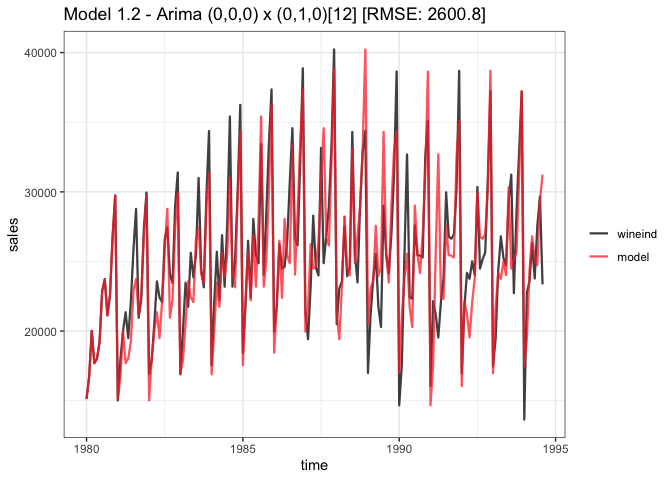 Model 1.2 - Arima (0,0,0) x (0,1,0)[12] [RMSE: 2600.8]
40000
30000
20000
sales
wineind
model
1980
1985
1990
1995
time